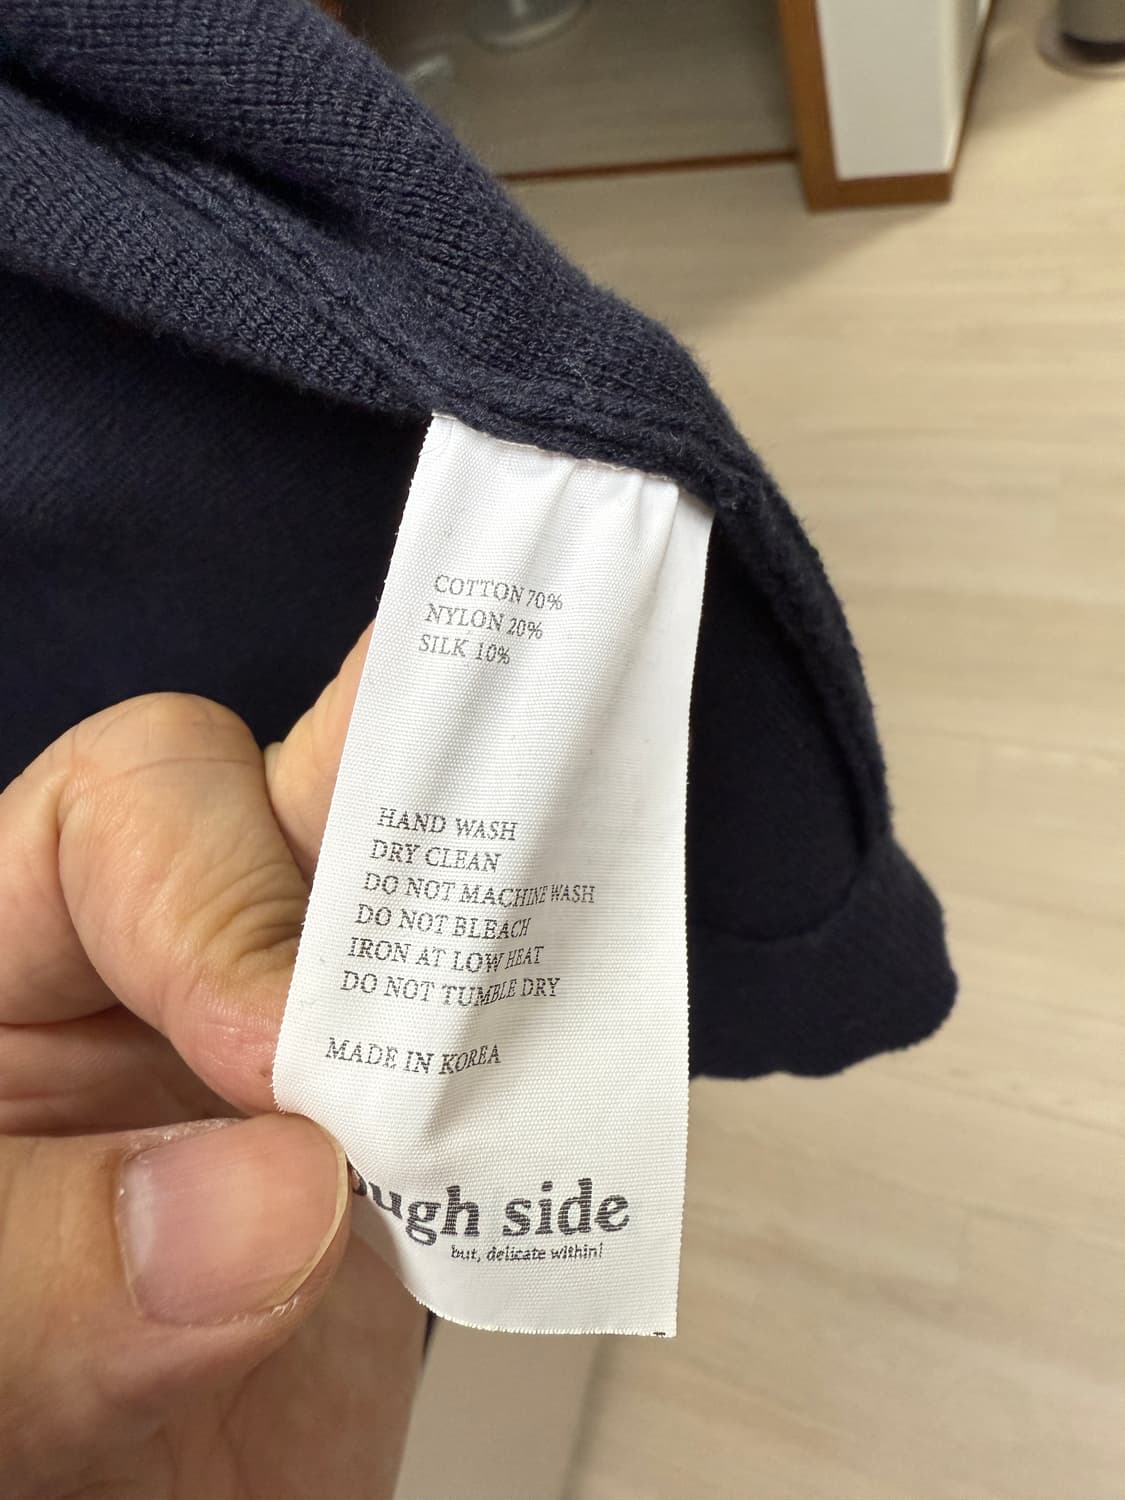 COTTON 70%
NYLON 20%
SILK 10%
HAND WASH
DRY CLEAN
DO NOT MACHINE WASH
DO NOT BLEACH
IRON AT LOW HEAT
DO NOT TUMBLE DRY
MADE IN KOREA
ough side
but, delicate within!